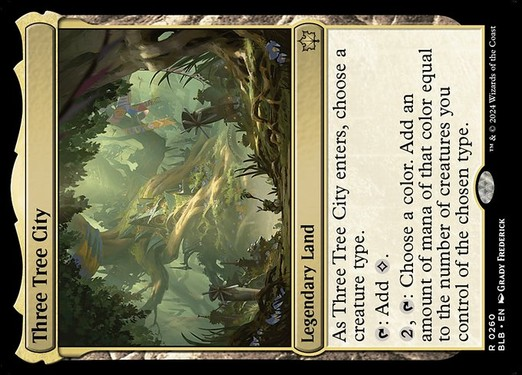 Three Tree City
Legendary Land
As Three Tree City enters, choose a
creature type.
: Add .
2, : Choose a color. Add an
amount of mana of that color equal
to the number of creatures you
control of the chosen type.
R 0260
BLB • EN GRADY FREDERICK
™ & © 2024 Wizards of the Coast